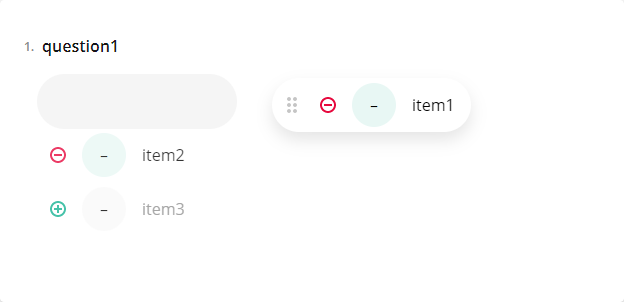 1. question1
– item1
– item2
– item3